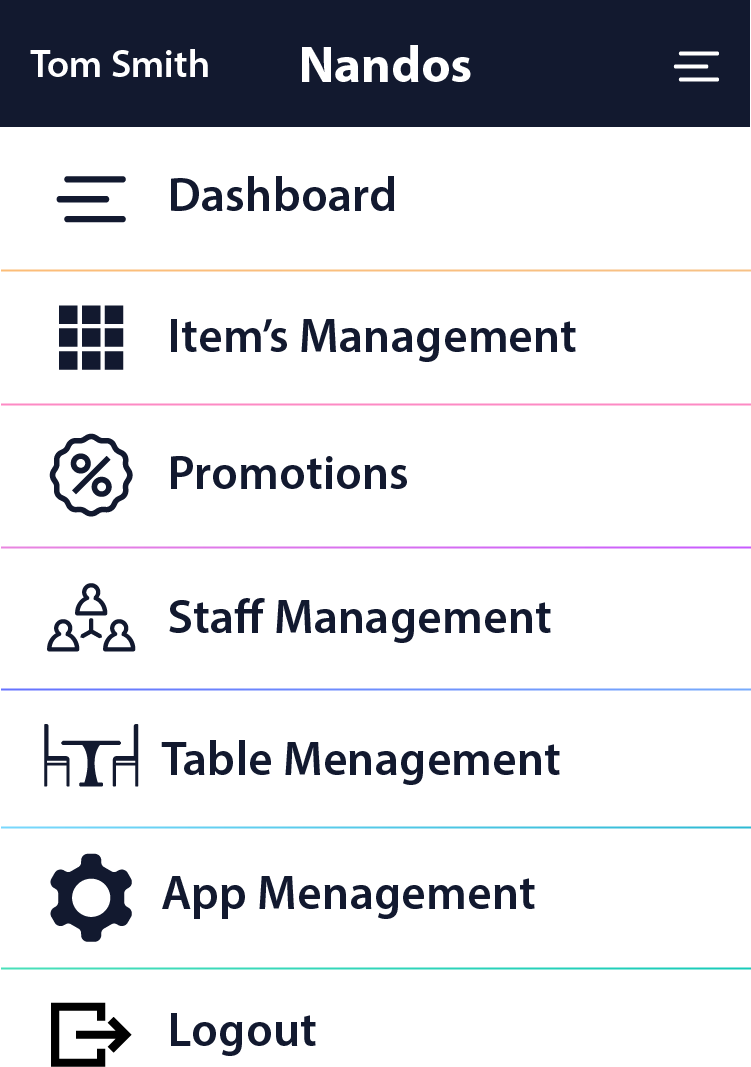 Tom Smith Nandos
Dashboard
Item’s Management
Promotions
Staff Management
Table Menagement
App Menagement
Logout